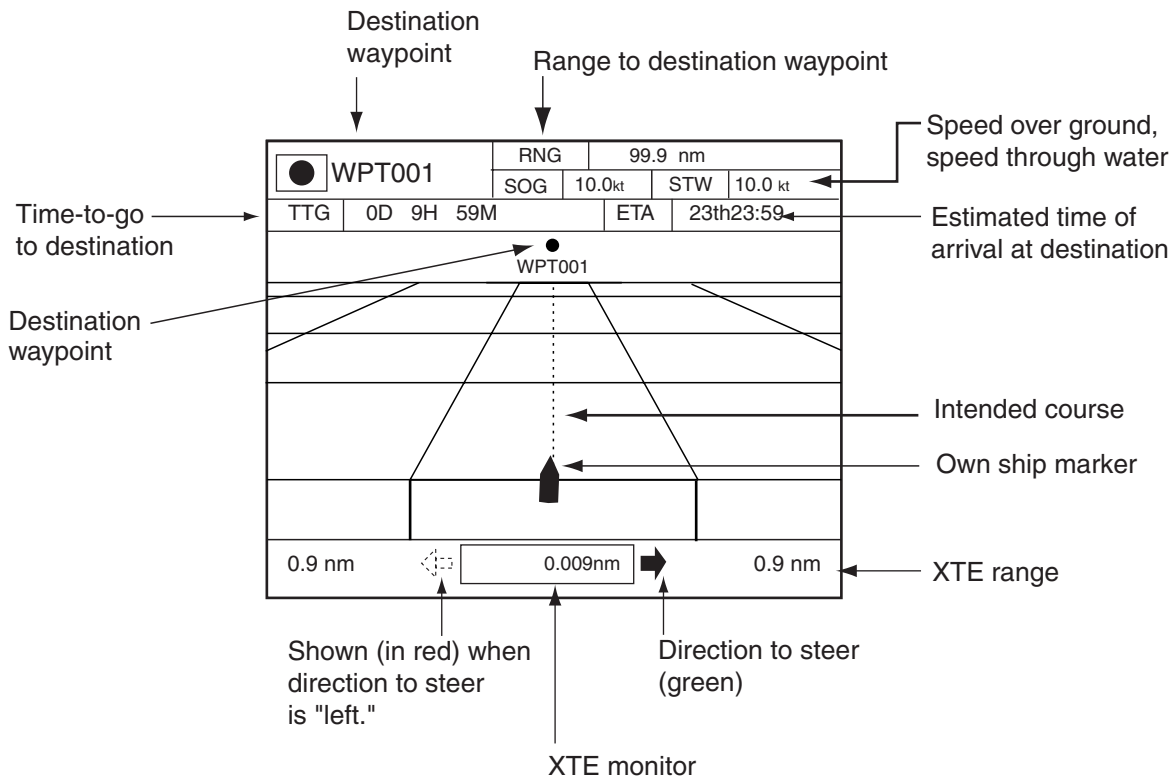 Destination
waypoint
Range to destination waypoint
Speed over ground,
speed through water
WPT001
RNG 99.9 nm
SOG 10.0kt STW 10.0 kt
Time-to-go
to destination
TTG 0D 9H 59M ETA 23th23:59
Estimated time of
arrival at destination
WPT001
Destination
waypoint
Intended course
Own ship marker
0.9 nm 0.009nm 0.9 nm
XTE range
Shown (in red) when
direction to steer
is "left."
Direction to steer
(green)
XTE monitor